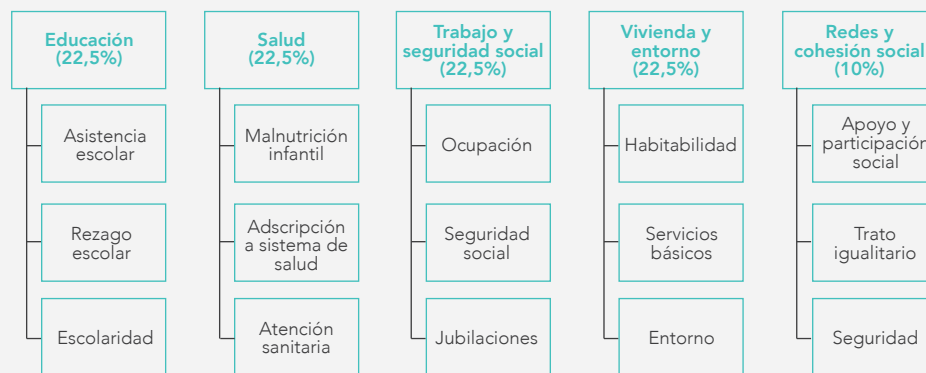 Educación
(22,5%)
Asistencia
escolar
Rezago
escolar
Escolaridad
Salud
(22,5%)
Malnutrición
infantil
Adscripción
a sistema de
salud
Atención
sanitaria
Trabajo y
seguridad social
(22,5%)
Ocupación
Seguridad
social
Jubilaciones
Vivienda y
entorno
(22,5%)
Habitabilidad
Servicios
básicos
Entorno
Redes y
cohesión social
(10%)
Apoyo y
participación
social
Trato
igualitario
Seguridad